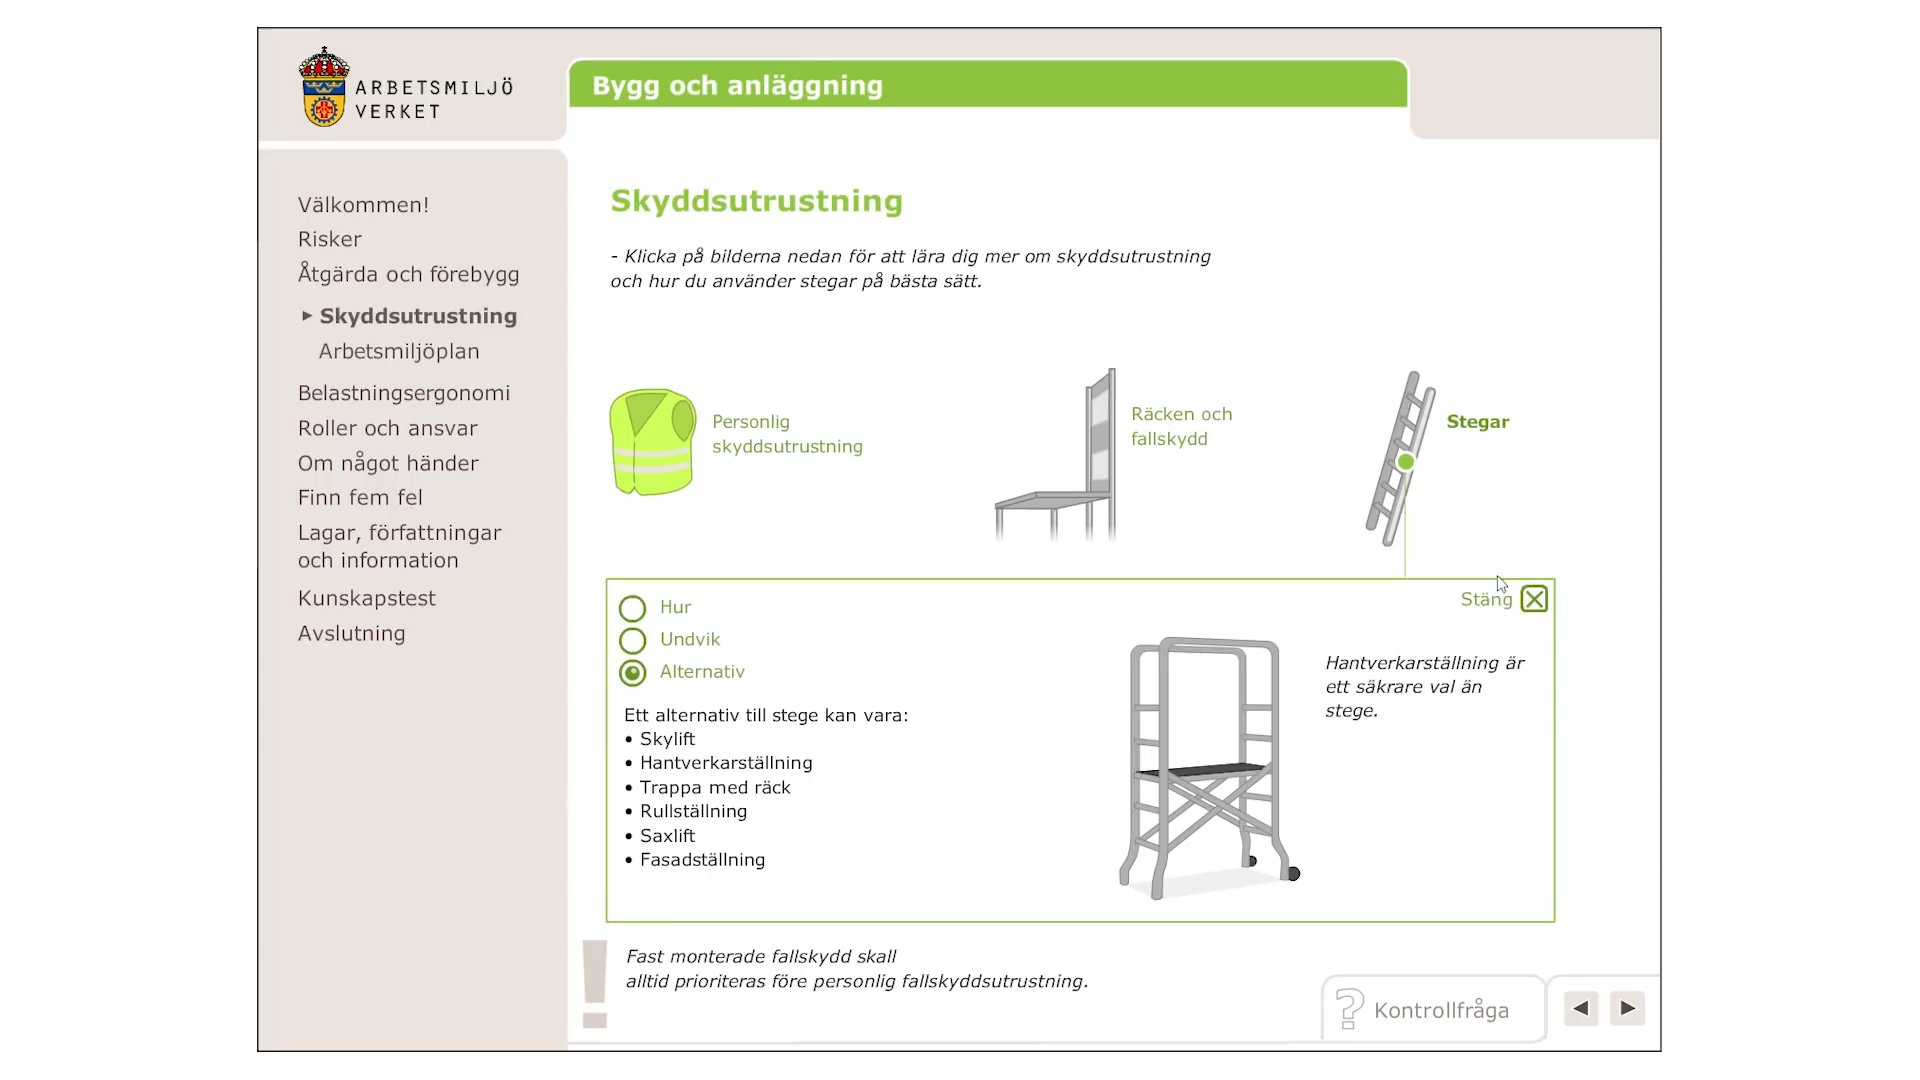 ARBETSMILJÖ
VERKET
Bygg och anläggning
Välkommen!
Risker
Åtgärda och förebygg
Skyddsutrustning
Arbetsmiljöplan
Belastningsergonomi
Roller och ansvar
Om något händer
Finn fem fel
Lagar, författningar
och information
Kunskapstest
Avslutning
Skyddsutrustning
- Klicka på bilderna nedan för att lära dig mer om skyddsutrustning
och hur du använder stegar på bästa sätt.
Personlig
skyddsutrustning
Räcken och
fallskydd
Stegar
Stäng
Hur
Undvik
Alternativ
Ett alternativ till stege kan vara:
• Skylift
• Hantverkarställning
• Trappa med räck
• Rullställning
• Saxlift
• Fasadställning
Hantverkarställning är
ett säkrare val än
stege.
Fast monterade fallskydd skall
alltid prioriteras före personlig fallskyddsutrustning.
? Kontrollfråga